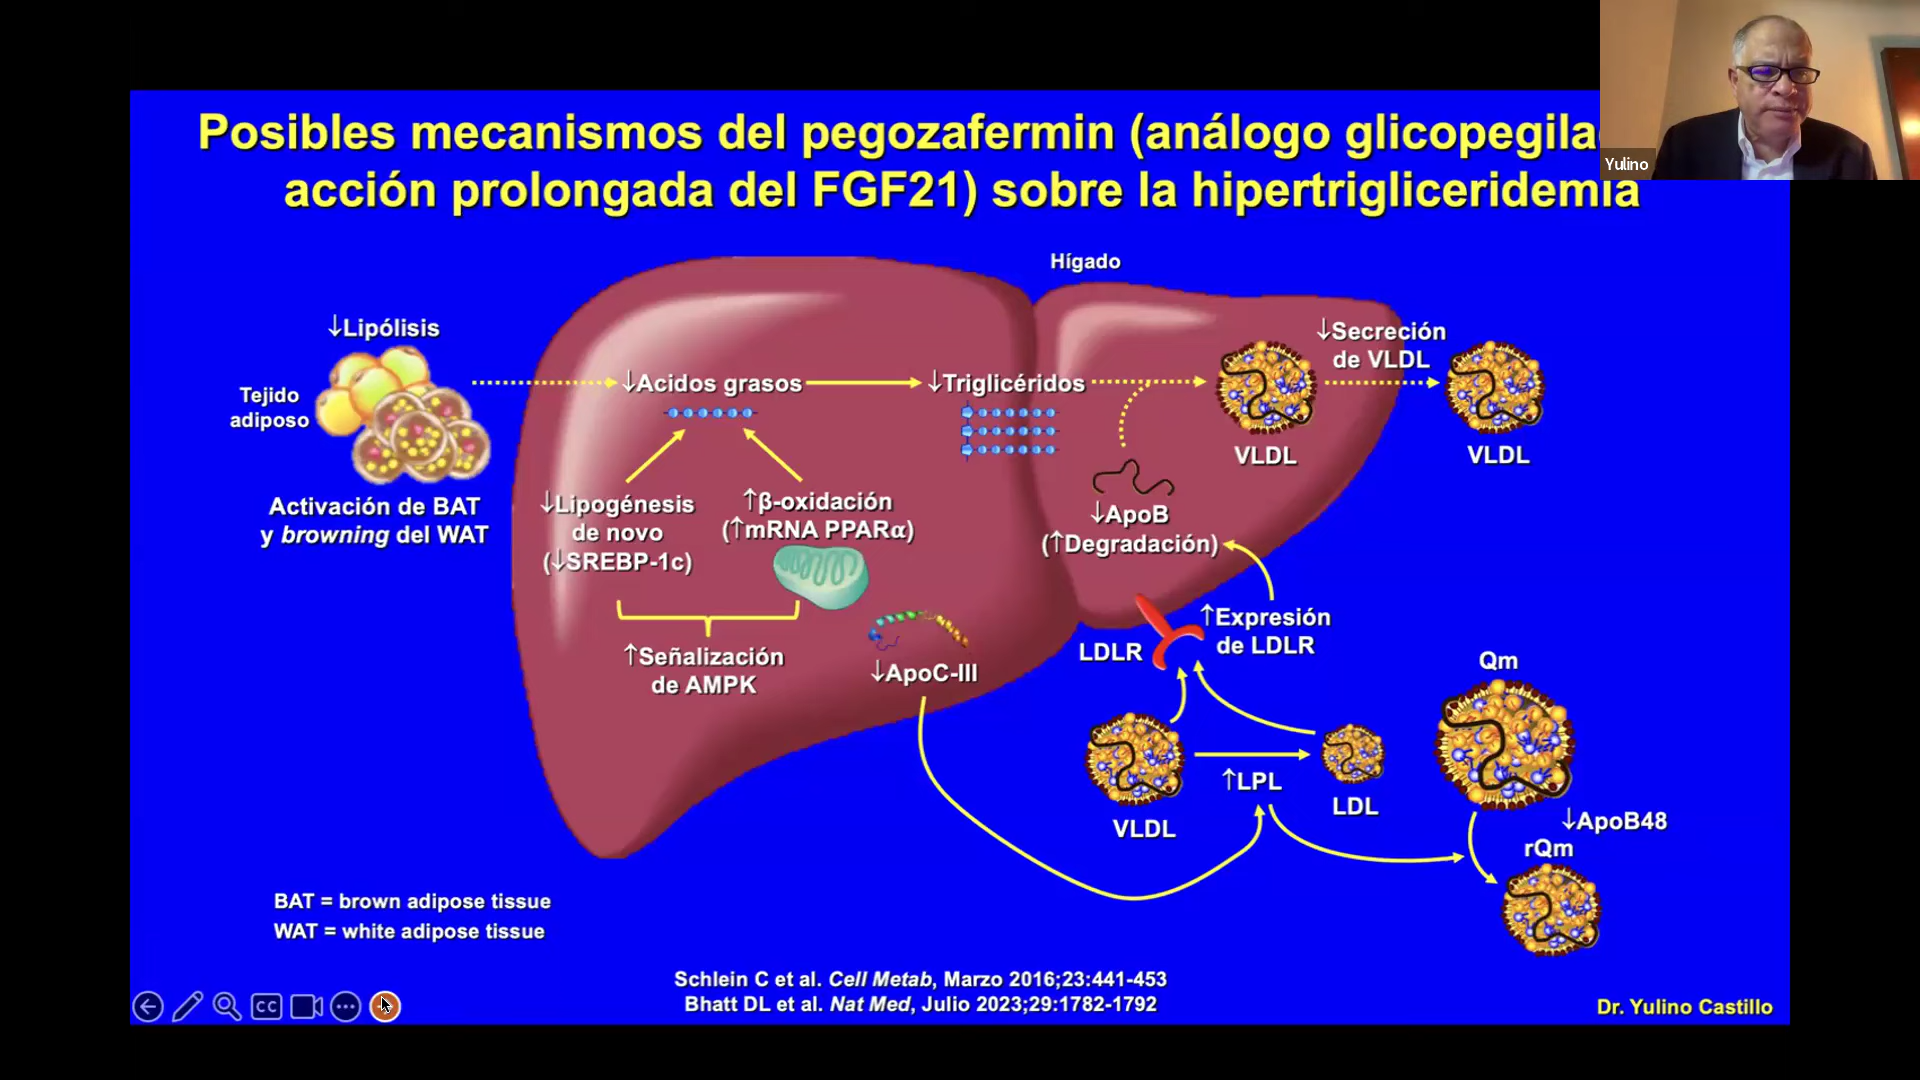 Posibles mecanismos del pegozafermin (análogo glicopegila
acción prolongada del FGF21) sobre la hipertrigliceridemia
Yulino
Hígado
↓Lipólisis
Tejido
adiposo
Activación de BAT
y browning del WAT
↓Acidos grasos
↓Triglicéridos
↓Secreción
de VLDL
VLDL
VLDL
↓Lipogénesis
de novo
(↓SREBP-1c)
↑β-oxidación
(↑mRNA PPARα)
↓ApoB
(↑Degradación)
↑Señalización
de AMPK
↓ApoC-III
LDLR
↑Expresión
de LDLR
VLDL
↑LPL
LDL
Qm
↓ApoB48
rQm
BAT = brown adipose tissue
WAT = white adipose tissue
Schlein C et al. Cell Metab, Marzo 2016;23:441-453
Bhatt DL et al. Nat Med, Julio 2023;29:1782-1792
CC
Dr. Yulino Castillo